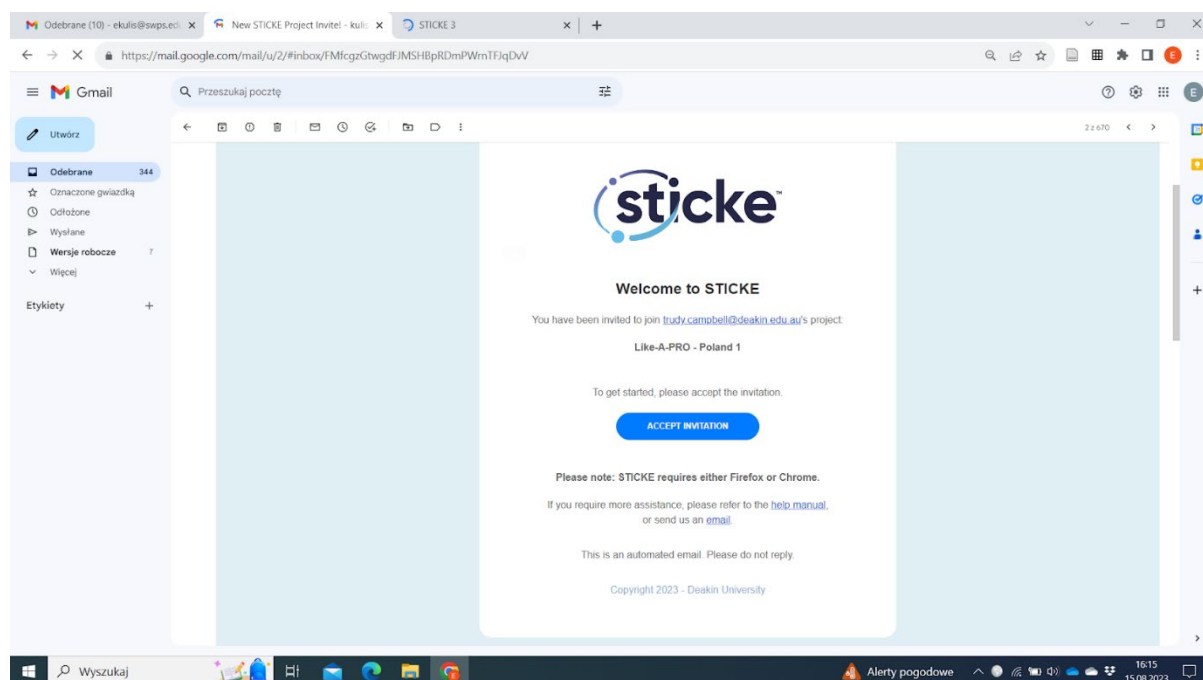 Odebrane (10) - ekulis@swps.ed
New STICKE Project Invite! - kulis
STICKE 3
https://mail.google.com/mail/u/2/#inbox/FMfcgzGtwgdFJMSHBpRDmPWrnTFJqDvV
E
Gmail
Przeszukaj pocztę
E
Utwórz
2 z 670
Odebrane 344
Oznaczone gwiazdką
Odłożone
Wysłane
Wersje robocze 7
Więcej
Etykiety
sticke™
Welcome to STICKE
You have been invited to join trudy.campbell@deakin.edu.au's project:
Like-A-PRO - Poland 1
To get started, please accept the invitation.
ACCEPT INVITATION
Please note: STICKE requires either Firefox or Chrome.
If you require more assistance, please refer to the help manual,
or send us an email.
This is an automated email. Please do not reply.
Copyright 2023 - Deakin University
Wyszukaj
Alerty pogodowe
16:15
15.08.2023